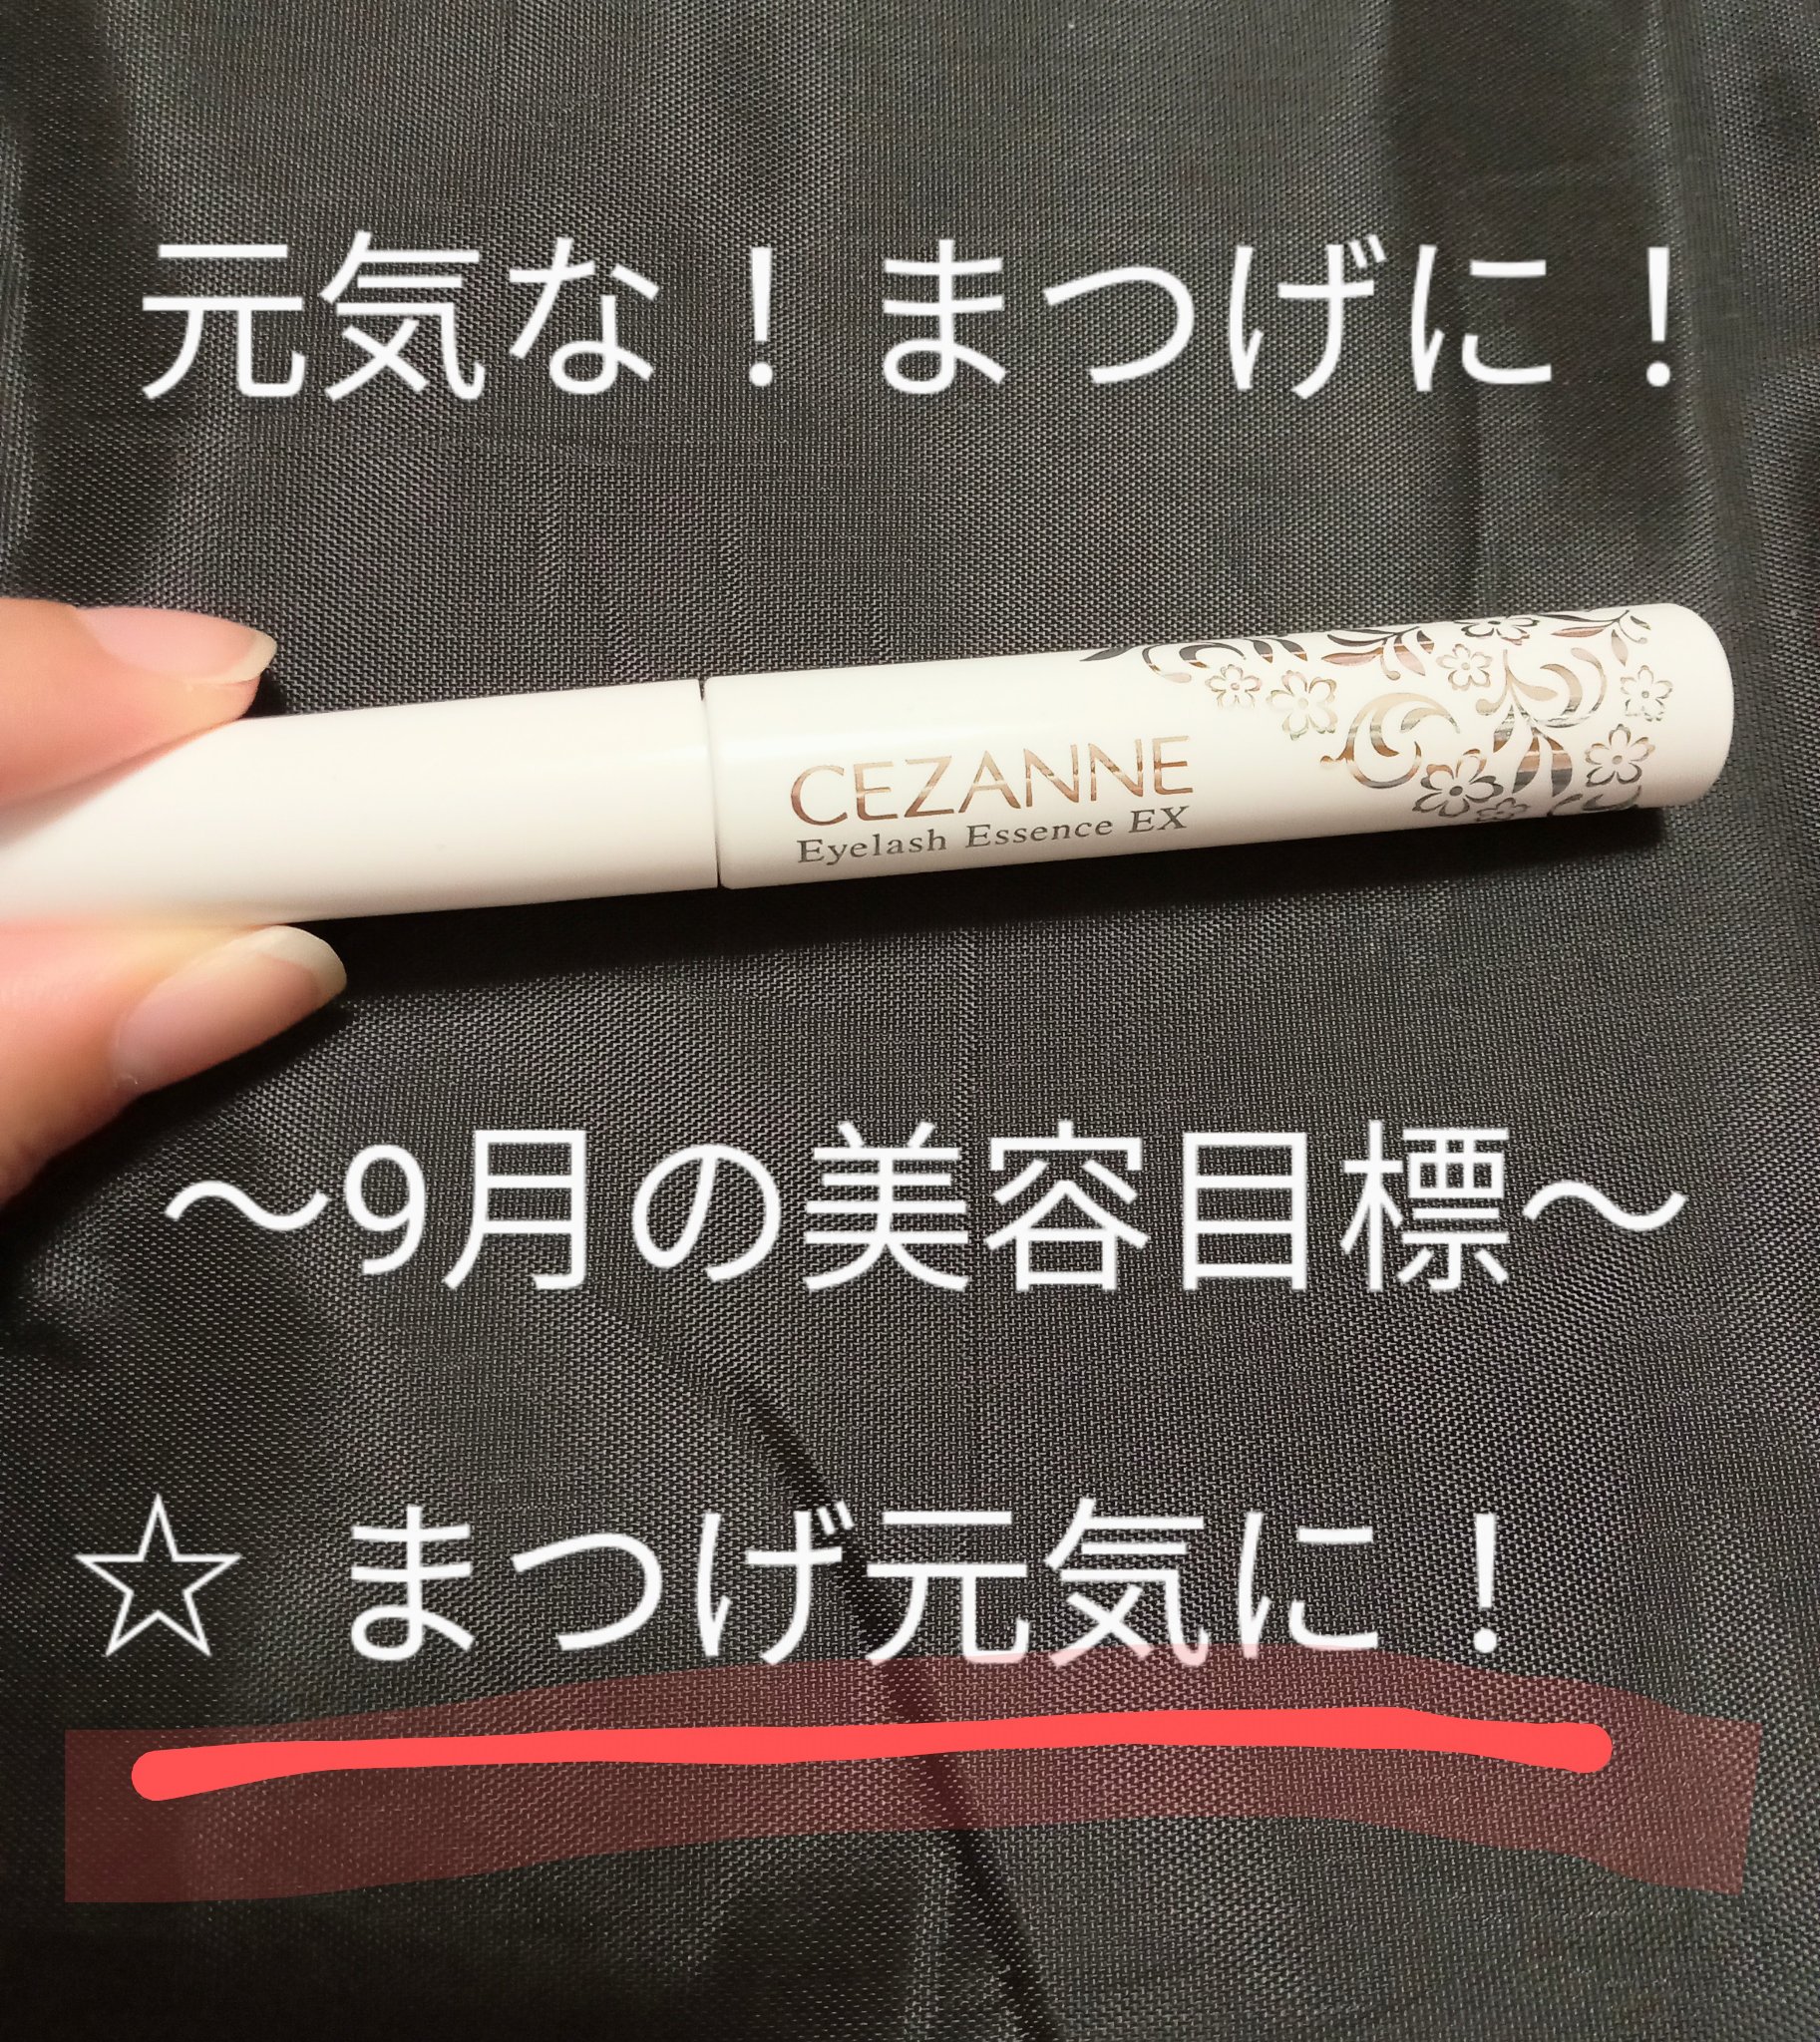 元気な！まつげに！
CEZANNE
Eyelash Essence EX
～9月の美容目標～
☆ まつげ元気に！